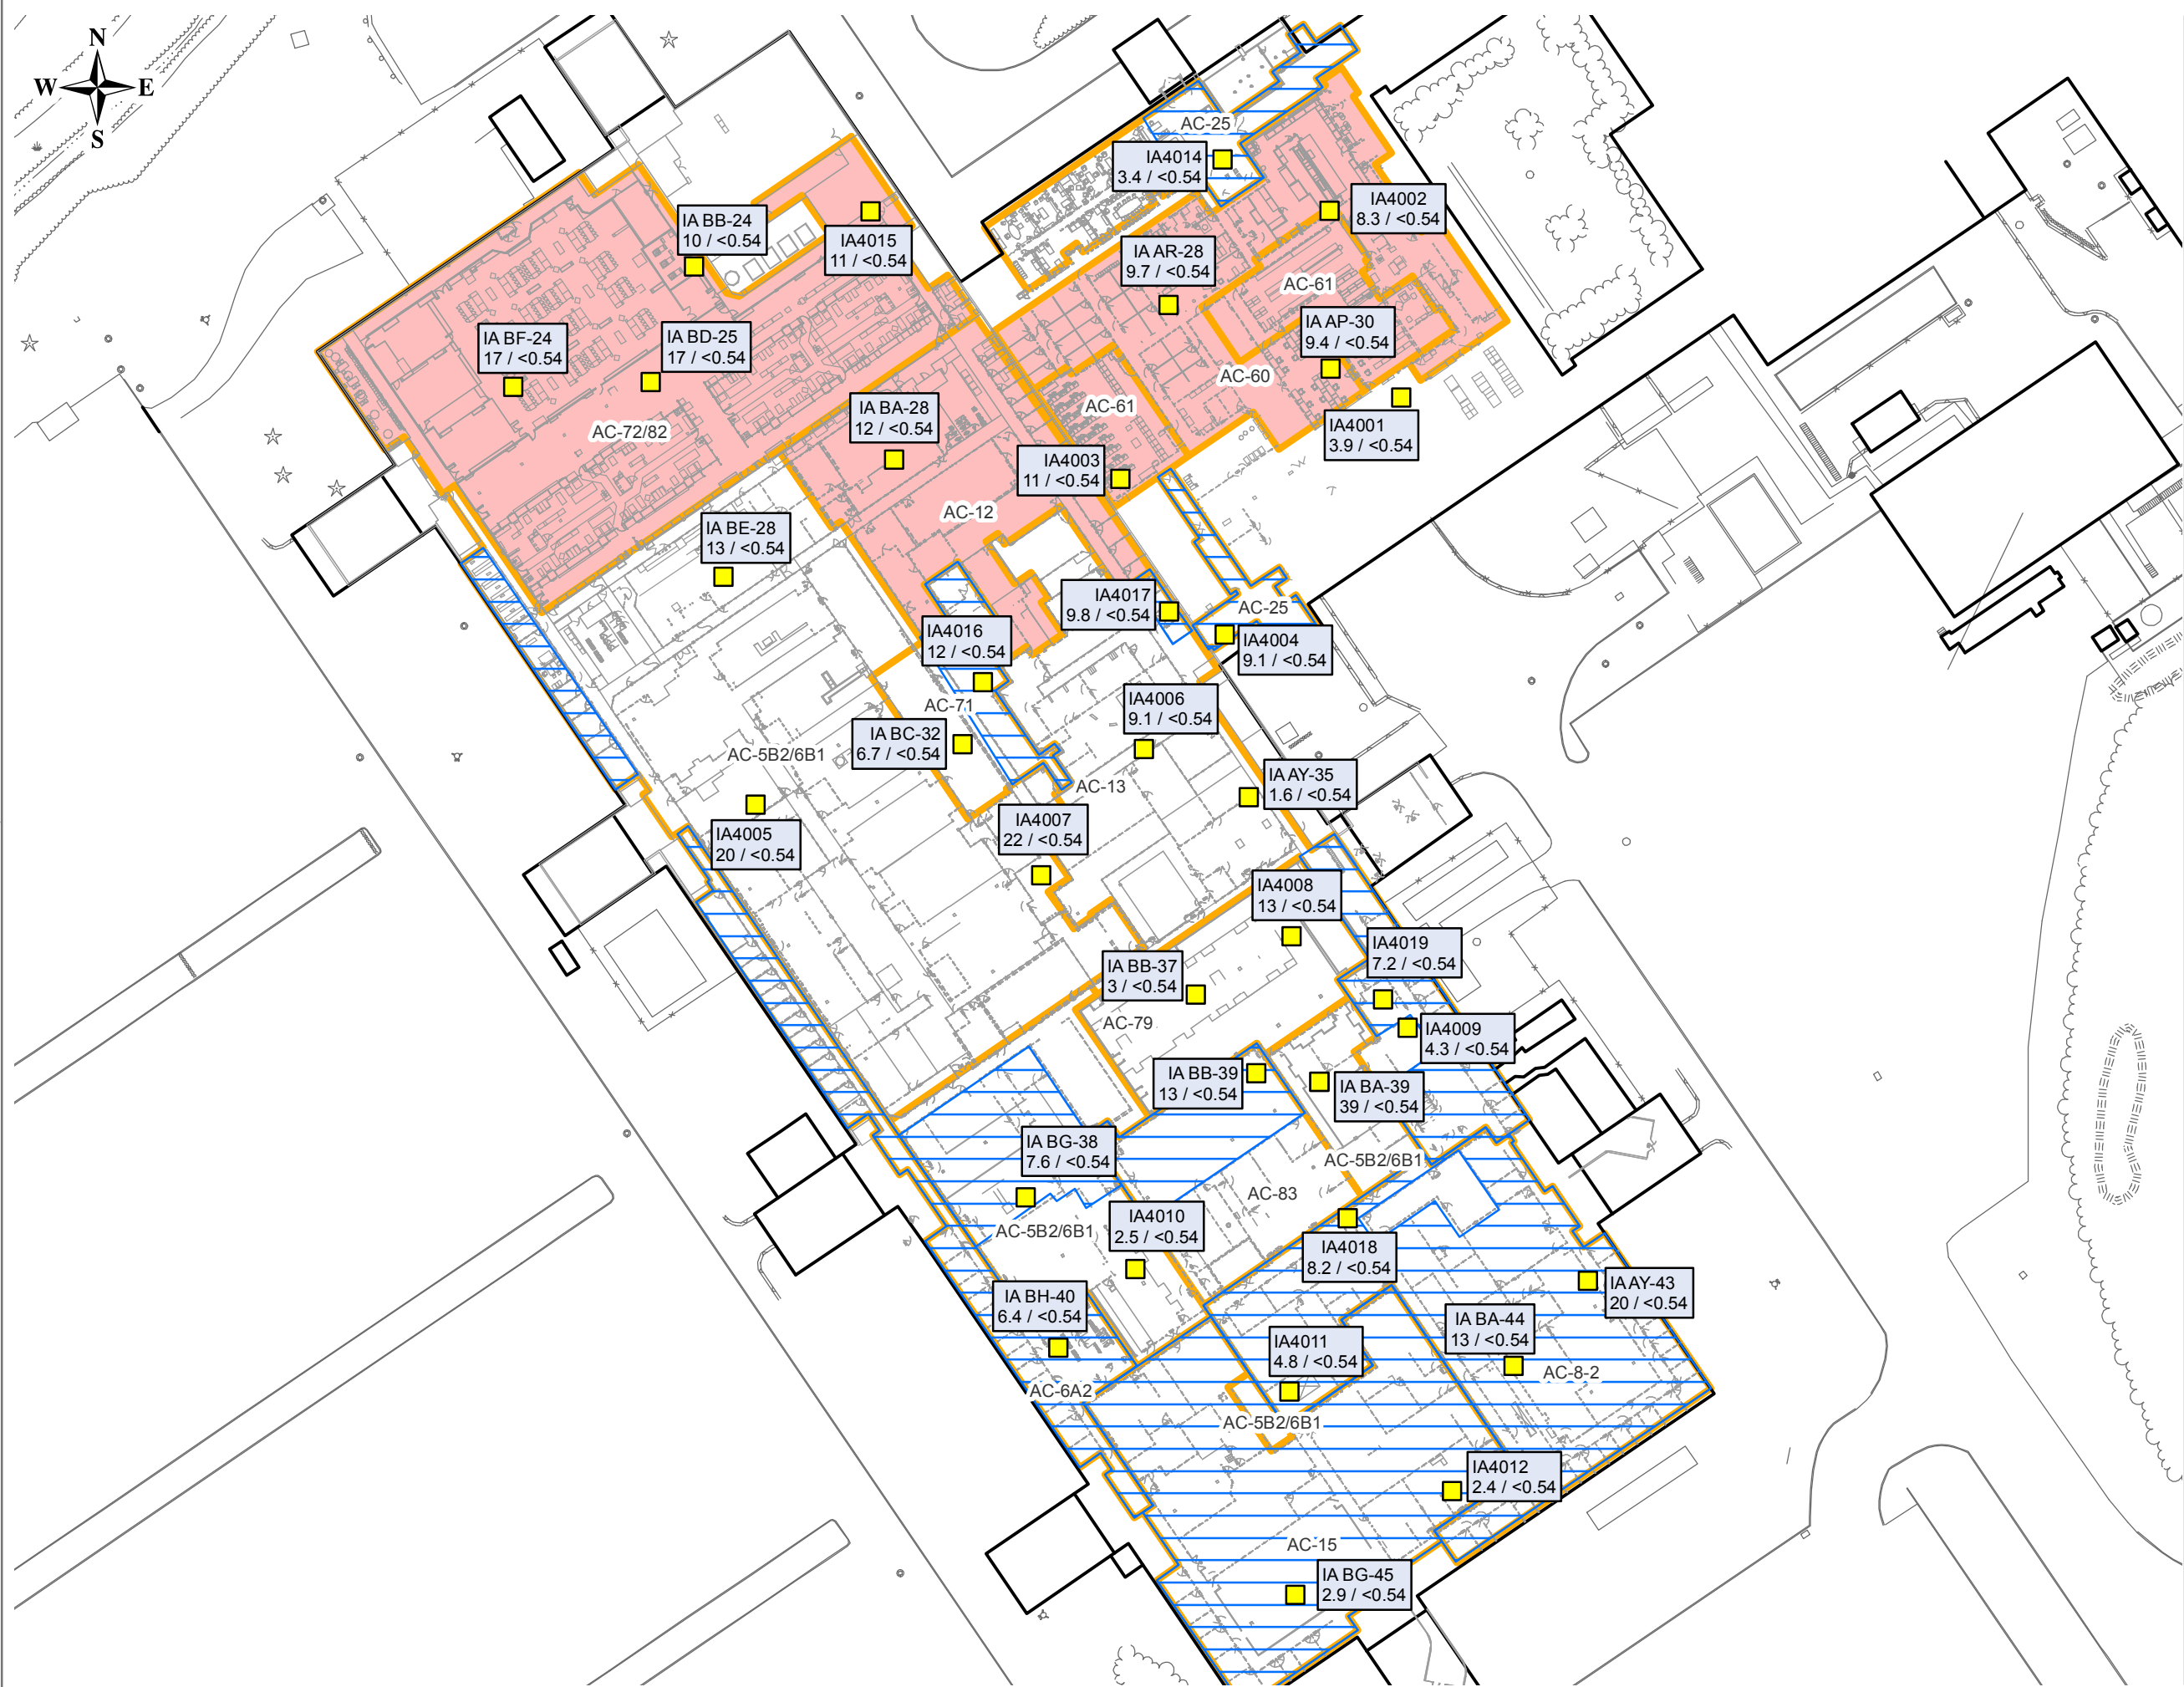 N
W
E
S
AC-25
IA4014
3.4 / <0.54
IA4002
8.3 / <0.54
IA BB-24
10 / <0.54
IA4015
11 / <0.54
IA AR-28
9.7 / <0.54
AC-61
IA BF-24
17 / <0.54
IA BD-25
17 / <0.54
IA AP-30
9.4 / <0.54
AC-60
IA BA-28
12 / <0.54
AC-61
IA4001
3.9 / <0.54
AC-72/82
IA4003
11 / <0.54
AC-12
IA BE-28
13 / <0.54
IA4017
9.8 / <0.54
AC-25
IA4016
12 / <0.54
IA4004
9.1 / <0.54
IA4006
9.1 / <0.54
AC-71
IA BC-32
6.7 / <0.54
AC-5B2/6B1
IA AY-35
1.6 / <0.54
AC-13
IA4005
20 / <0.54
IA4007
22 / <0.54
IA4008
13 / <0.54
IA4019
7.2 / <0.54
IA BB-37
3 / <0.54
AC-79
IA4009
4.3 / <0.54
IA BB-39
13 / <0.54
IA BA-39
39 / <0.54
IA BG-38
7.6 / <0.54
AC-5B2/6B1
AC-83
IA4010
2.5 / <0.54
AC-5B2/6B1
IA4018
8.2 / <0.54
IA AY-43
20 / <0.54
IA BH-40
6.4 / <0.54
IA BA-44
13 / <0.54
IA4011
4.8 / <0.54
AC-8-2
AC-6A2
AC-5B2/6B1
IA4012
2.4 / <0.54
AC-15
IA BG-45
2.9 / <0.54